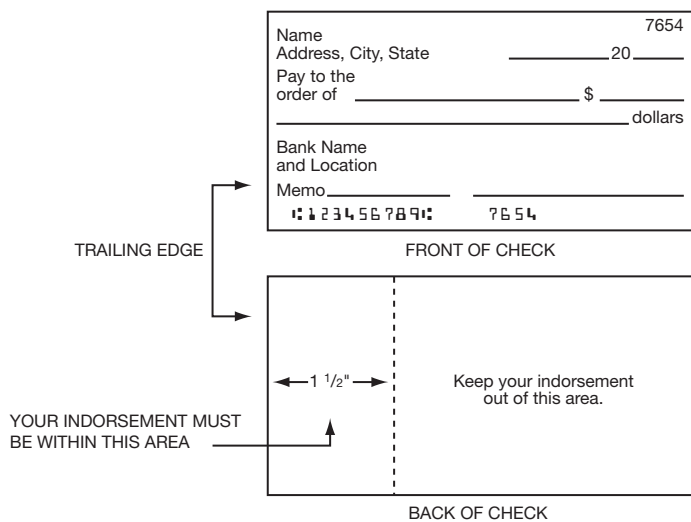 7654
Name
Address, City, State 20
Pay to the
order of $
dollars
Bank Name
and Location
Memo
⑆123456789⑆ 7654
TRAILING EDGE
FRONT OF CHECK
1 1/2"
Keep your indorsement
out of this area.
YOUR INDORSEMENT MUST
BE WITHIN THIS AREA
BACK OF CHECK